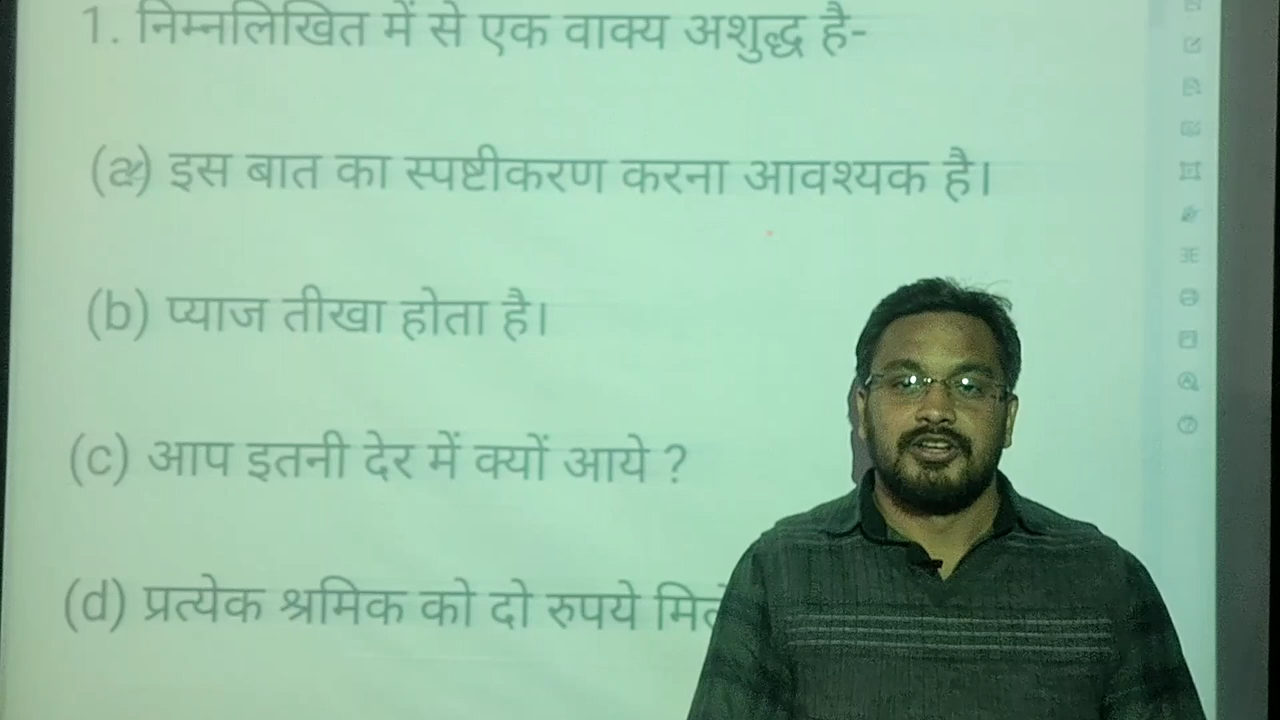 1. निम्नलिखित में से एक वाक्य अशुद्ध है-
(a) इस बात का स्पष्टीकरण करना आवश्यक है।
(b) प्याज तीखा होता है।
(c) आप इतनी देर में क्यों आये ?
(d) प्रत्येक श्रमिक को दो रुपये